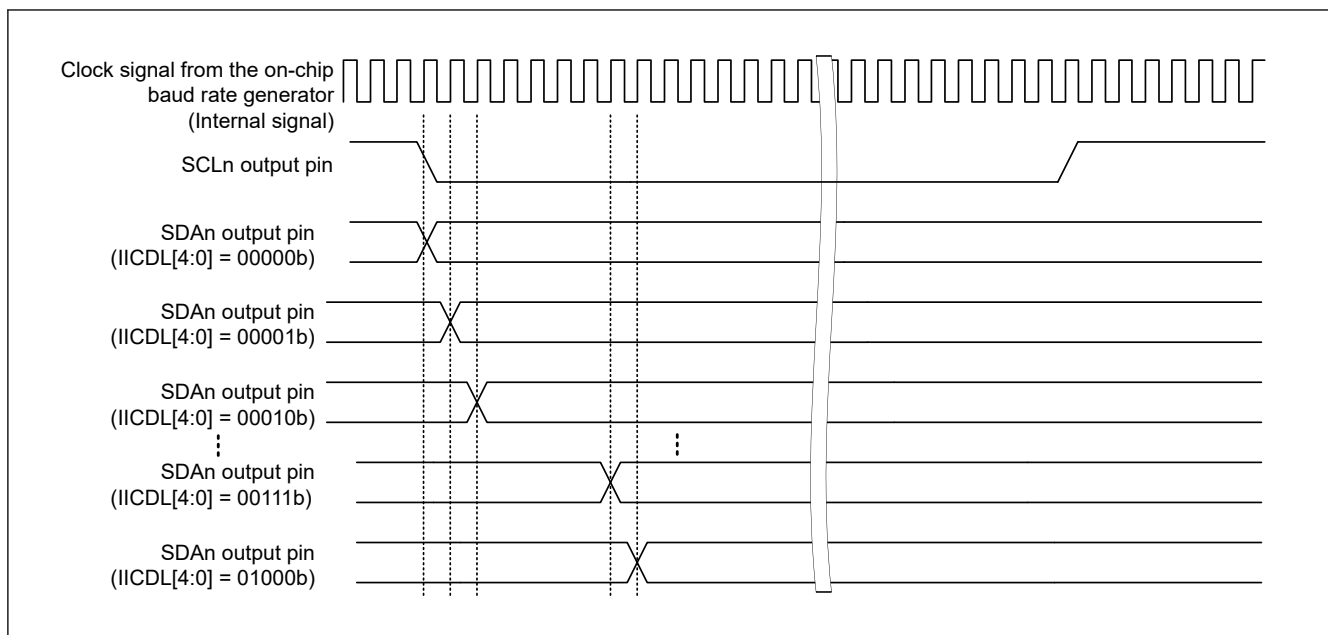 Clock signal from the on-chip
baud rate generator
(Internal signal)
SCLn output pin
SDAn output pin
(IICDL[4:0] = 00000b)
SDAn output pin
(IICDL[4:0] = 00001b)
SDAn output pin
(IICDL[4:0] = 00010b)
SDAn output pin
(IICDL[4:0] = 00111b)
SDAn output pin
(IICDL[4:0] = 01000b)